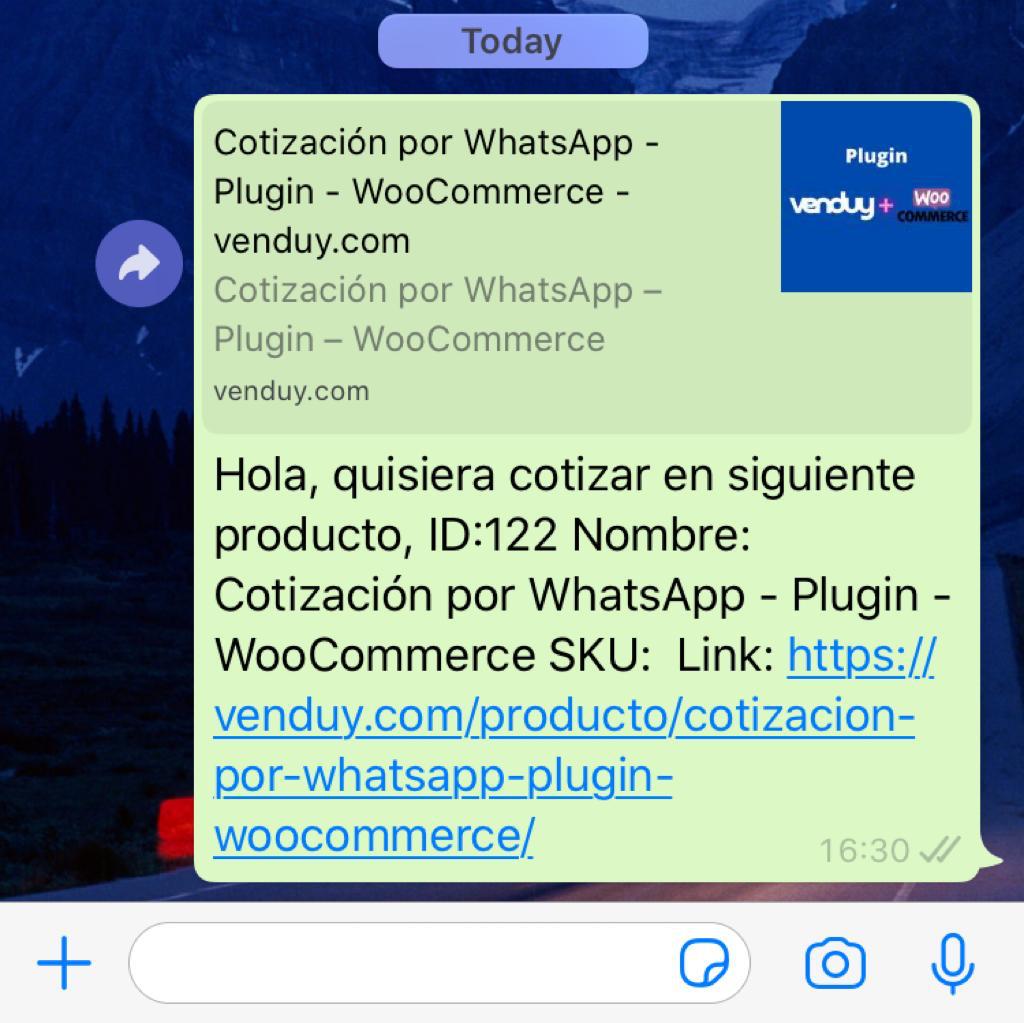 Today
Cotización por WhatsApp -
Plugin - WooCommerce -
venduy.com
Cotización por WhatsApp –
Plugin – WooCommerce
venduy.com
Plugin
venduy +
WOO
COMMERCE
Hola, quisiera cotizar en siguiente
producto, ID:122 Nombre:
Cotización por WhatsApp - Plugin -
WooCommerce SKU:  Link: https://
venduy.com/producto/cotizacion-
por-whatsapp-plugin-
woocommerce/
16:30